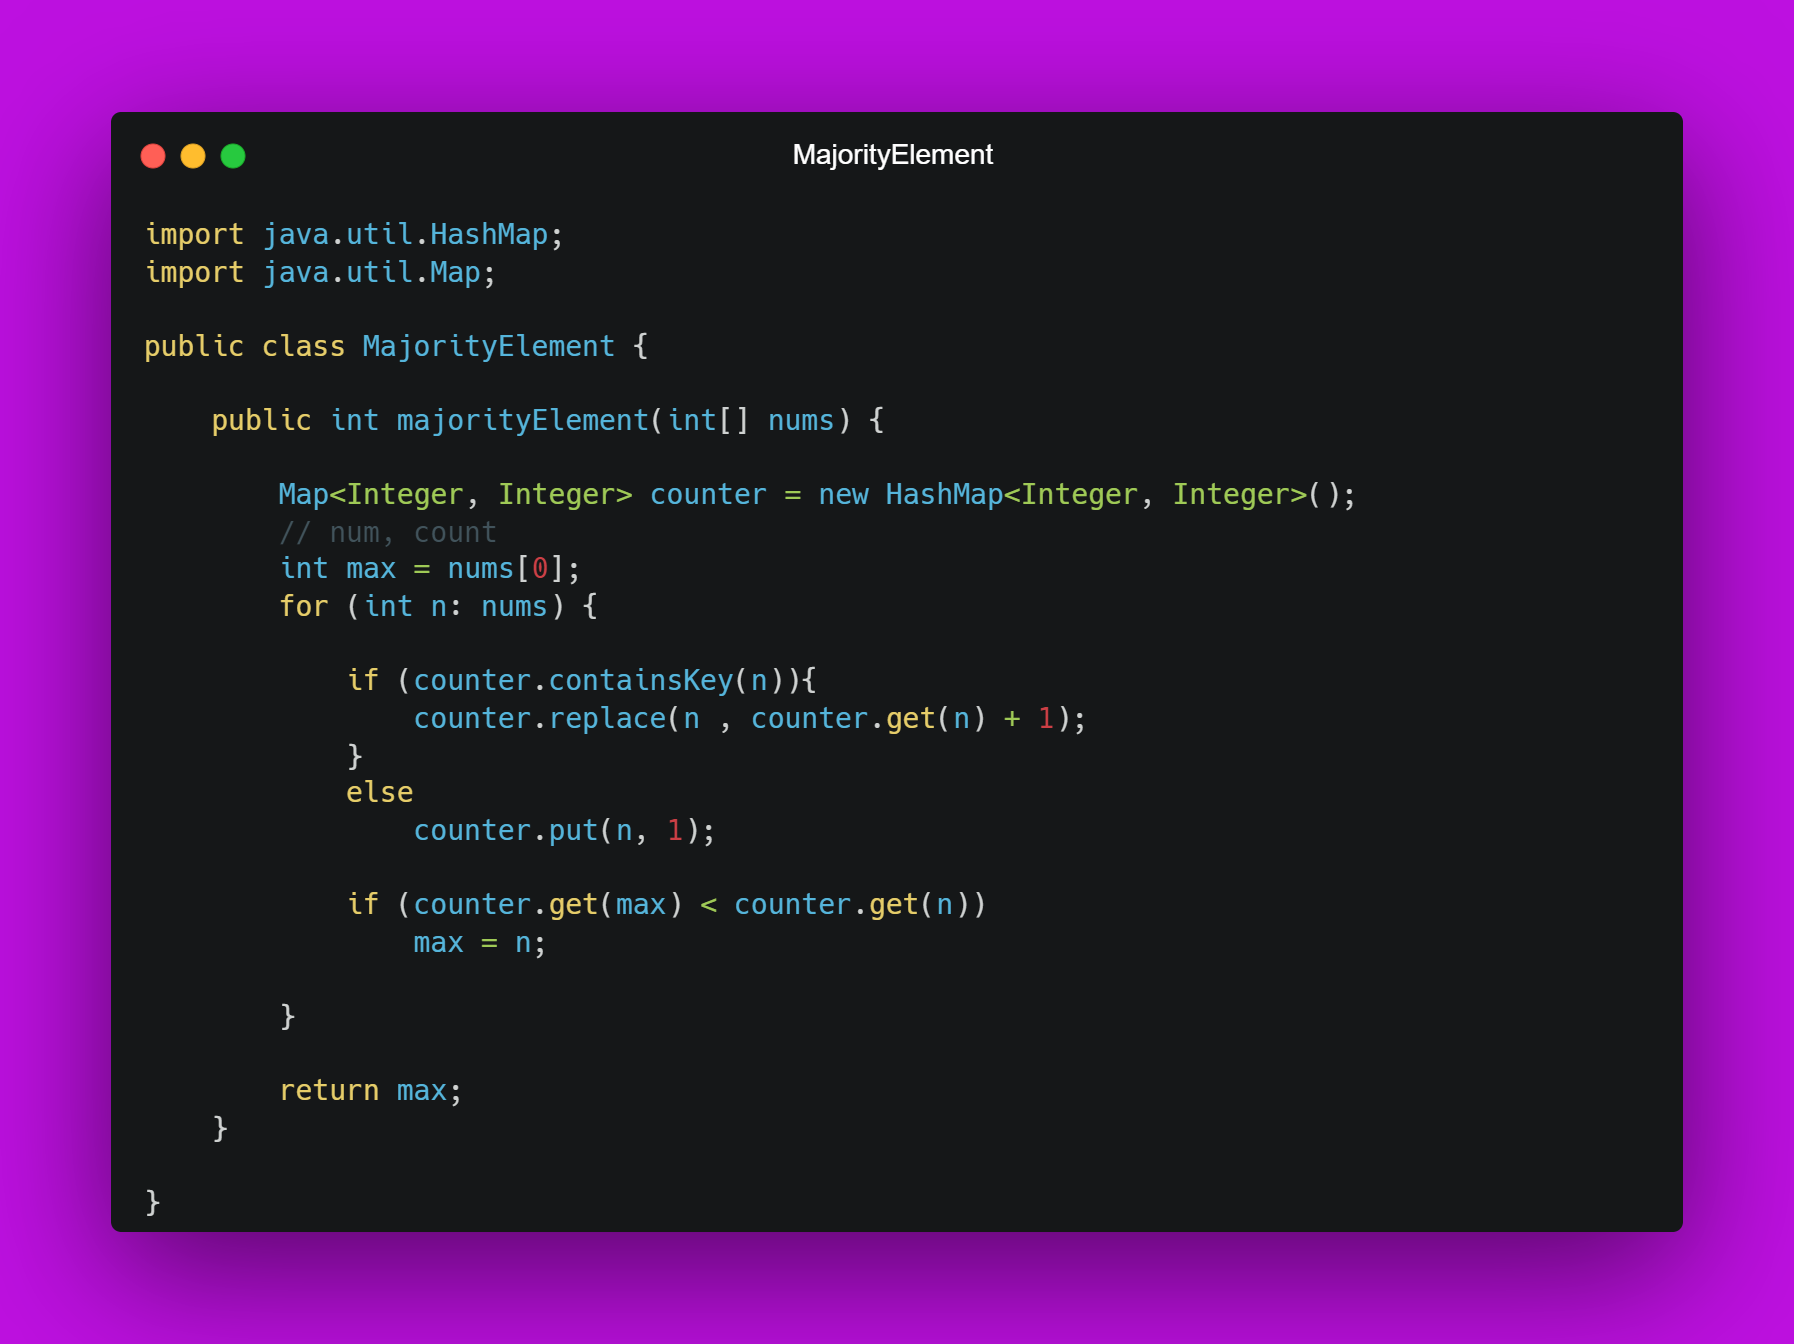 MajorityElement
import java.util.HashMap;
import java.util.Map;
public class MajorityElement {
public int majorityElement(int[] nums) {
Map<Integer, Integer> counter = new HashMap<Integer, Integer>();
// num, count
int max = nums[0];
for (int n: nums) {
if (counter.containsKey(n)){
counter.replace(n , counter.get(n) + 1);
}
else
counter.put(n, 1);
if (counter.get(max) < counter.get(n))
max = n;
}
return max;
}
}